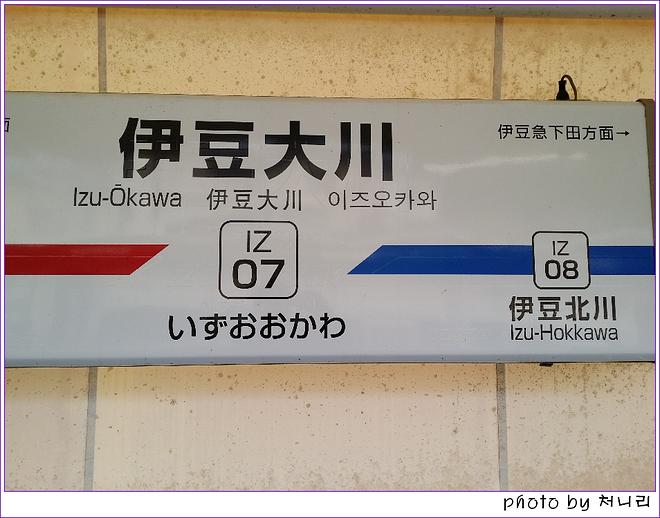 面
伊豆大川
伊豆急下田方面→
Izu-Ōkawa 伊豆大川 이즈오카와
IZ
07
IZ
08
いずおおかわ
伊豆北川
Izu-Hokkawa
photo by 처니리